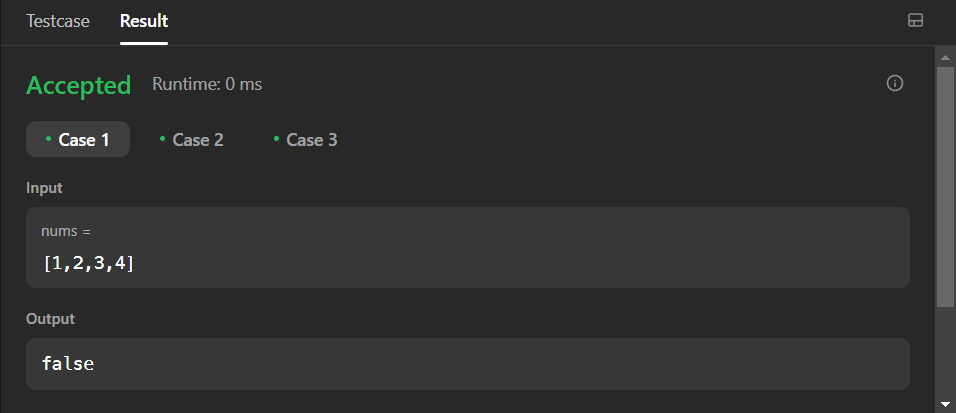 Testcase Result
Accepted Runtime: 0 ms
Case 1 Case 2 Case 3
Input
nums =
[1,2,3,4]
Output
false